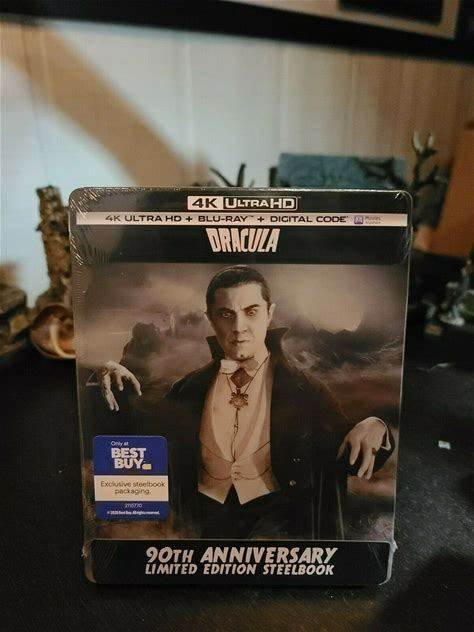 4K ULTRA HD
4K ULTRA HD + BLU-RAY™ + DIGITAL CODE
DRACULA
Only at
BEST
BUY
Exclusive steelbook
packaging.
90TH ANNIVERSARY
LIMITED EDITION STEELBOOK